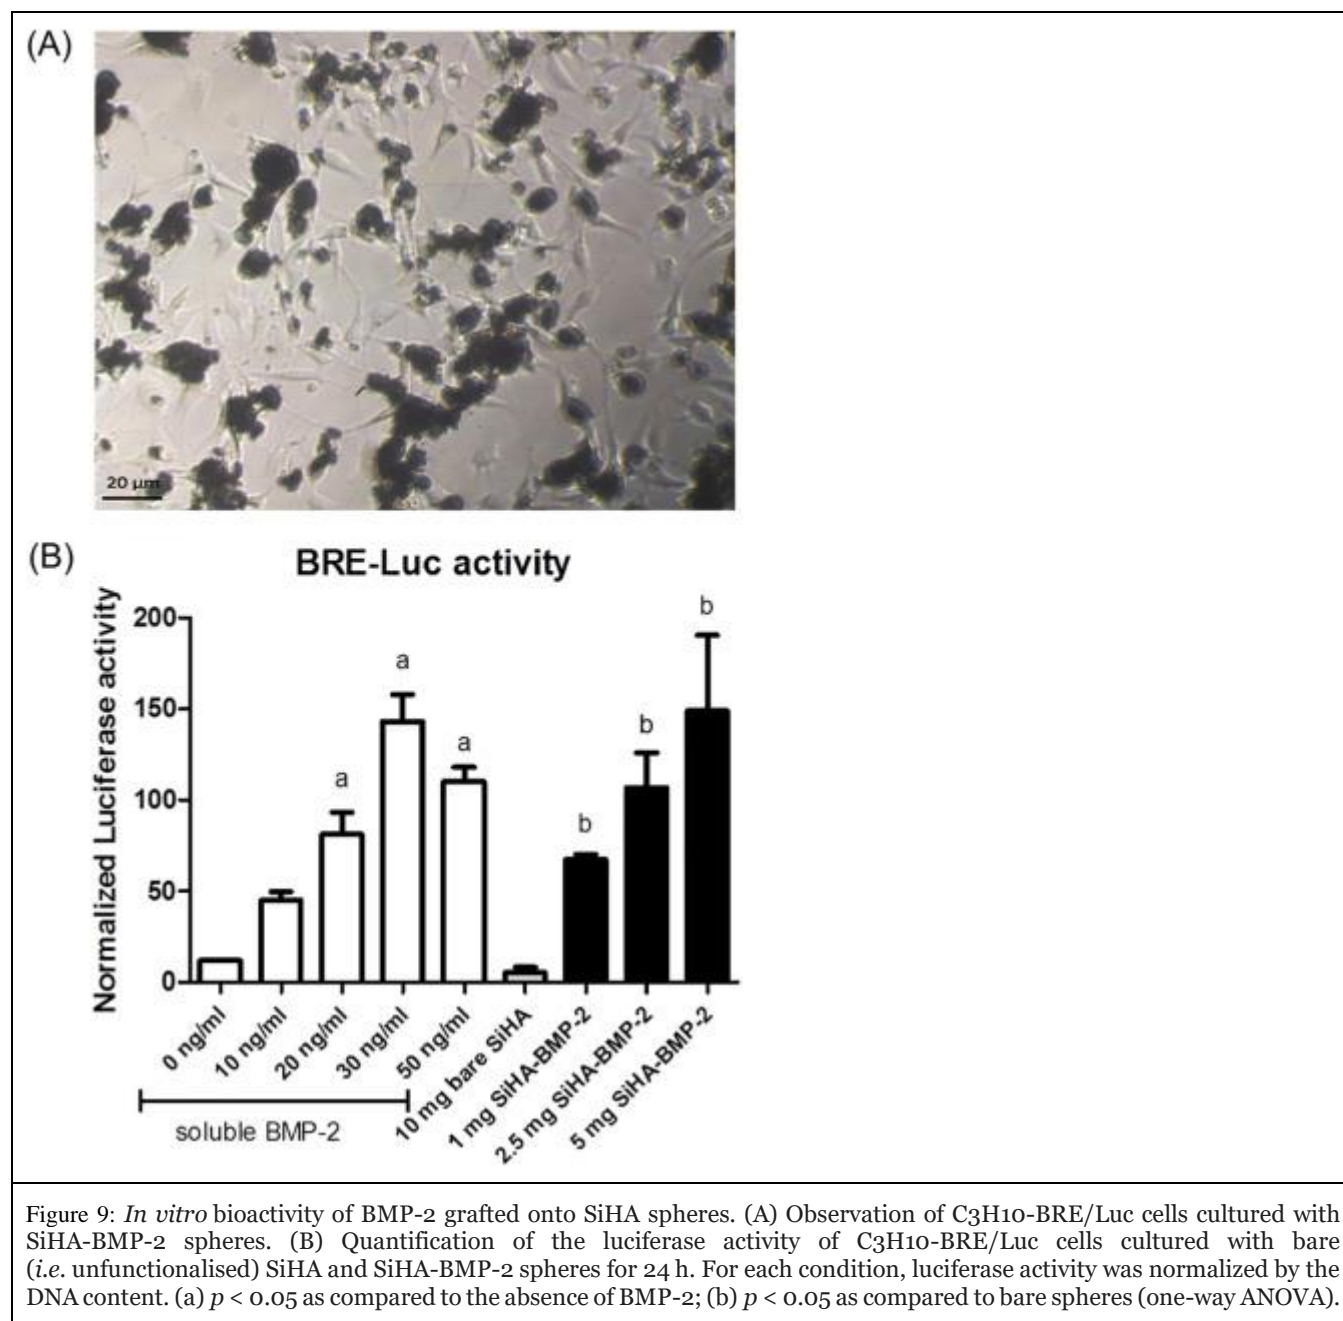 (A)
20 µm
(B)
BRE-Luc activity
Normalized Luciferase activity
200
150
100
50
0
a
a
a
b
b
b
0 ng/ml
10 ng/ml
20 ng/ml
30 ng/ml
50 ng/ml
10 mg bare SiHA
1 mg SiHA-BMP-2
2.5 mg SiHA-BMP-2
5 mg SiHA-BMP-2
soluble BMP-2
Figure 9: In vitro bioactivity of BMP-2 grafted onto SiHA spheres. (A) Observation of C3H10-BRE/Luc cells cultured with
SiHA-BMP-2 spheres. (B) Quantification of the luciferase activity of C3H10-BRE/Luc cells cultured with bare
(i.e. unfunctionalised) SiHA and SiHA-BMP-2 spheres for 24 h. For each condition, luciferase activity was normalized by the
DNA content. (a) p < 0.05 as compared to the absence of BMP-2; (b) p < 0.05 as compared to bare spheres (one-way ANOVA).